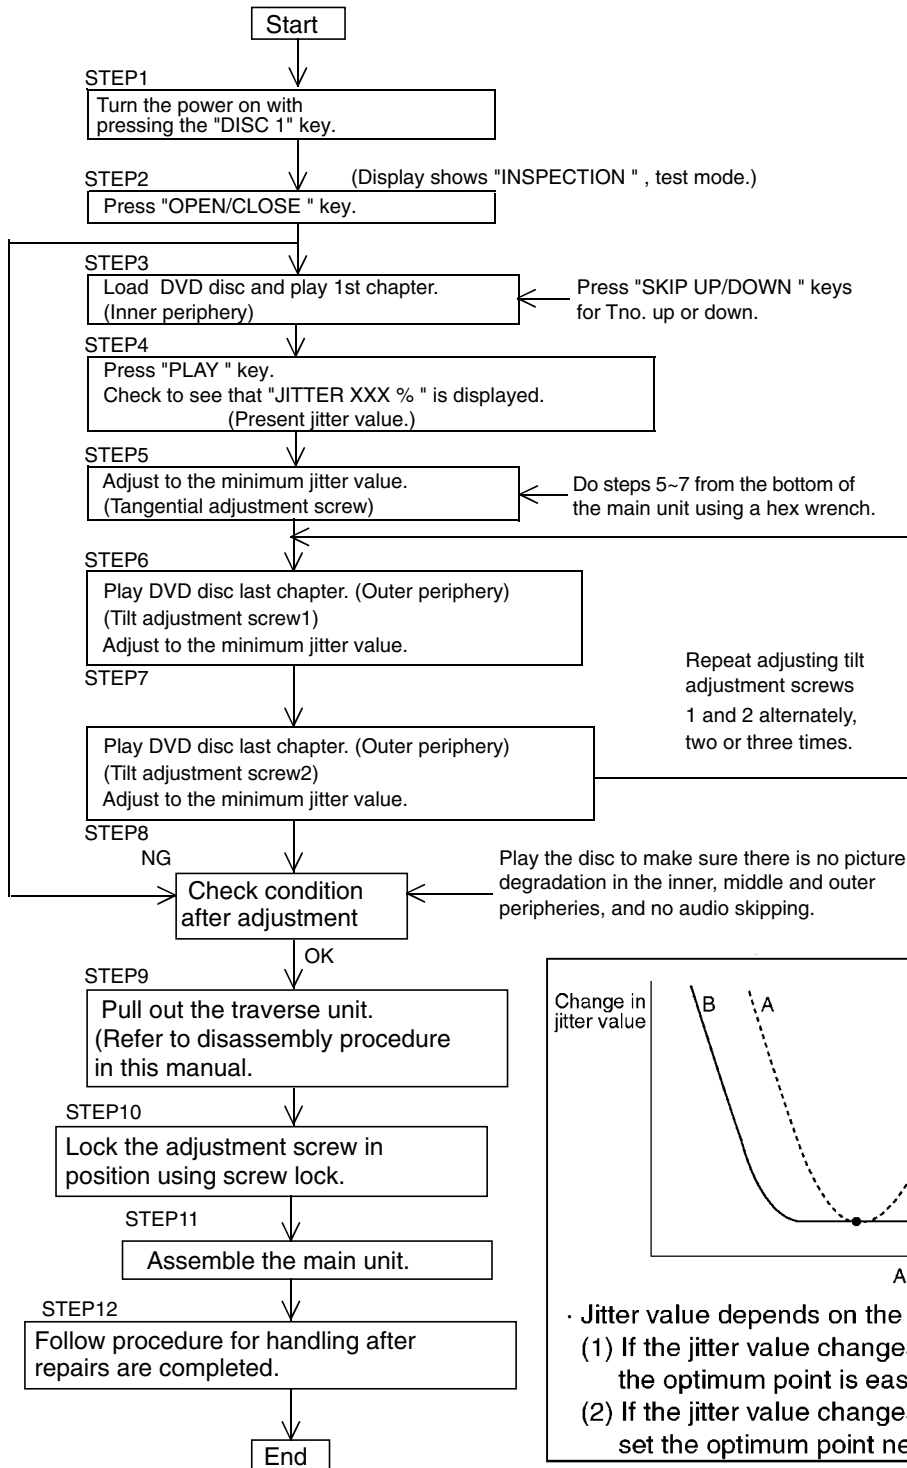 Start
STEP1
Turn the power on with
pressing the "DISC 1" key.
STEP2
(Display shows "INSPECTION " , test mode.)
Press "OPEN/CLOSE " key.
STEP3
Load DVD disc and play 1st chapter.
(Inner periphery)
Press "SKIP UP/DOWN " keys
for Tno. up or down.
STEP4
Press "PLAY " key.
Check to see that "JITTER XXX % " is displayed.
(Present jitter value.)
STEP5
Adjust to the minimum jitter value.
(Tangential adjustment screw)
Do steps 5~7 from the bottom of
the main unit using a hex wrench.
STEP6
Play DVD disc last chapter. (Outer periphery)
(Tilt adjustment screw1)
Adjust to the minimum jitter value.
Repeat adjusting tilt
adjustment screws
1 and 2 alternately,
two or three times.
STEP7
Play DVD disc last chapter. (Outer periphery)
(Tilt adjustment screw2)
Adjust to the minimum jitter value.
STEP8
NG
Check condition
after adjustment
Play the disc to make sure there is no picture
degradation in the inner, middle and outer
peripheries, and no audio skipping.
OK
STEP9
Pull out the traverse unit.
(Refer to disassembly procedure
in this manual.
STEP10
Lock the adjustment screw in
position using screw lock.
STEP11
Assemble the main unit.
STEP12
Follow procedure for handling after
repairs are completed.
End
Change in
jitter value
B
A
A
· Jitter value depends on the
(1) If the jitter value change
the optimum point is eas
(2) If the jitter value change
set the optimum point ne